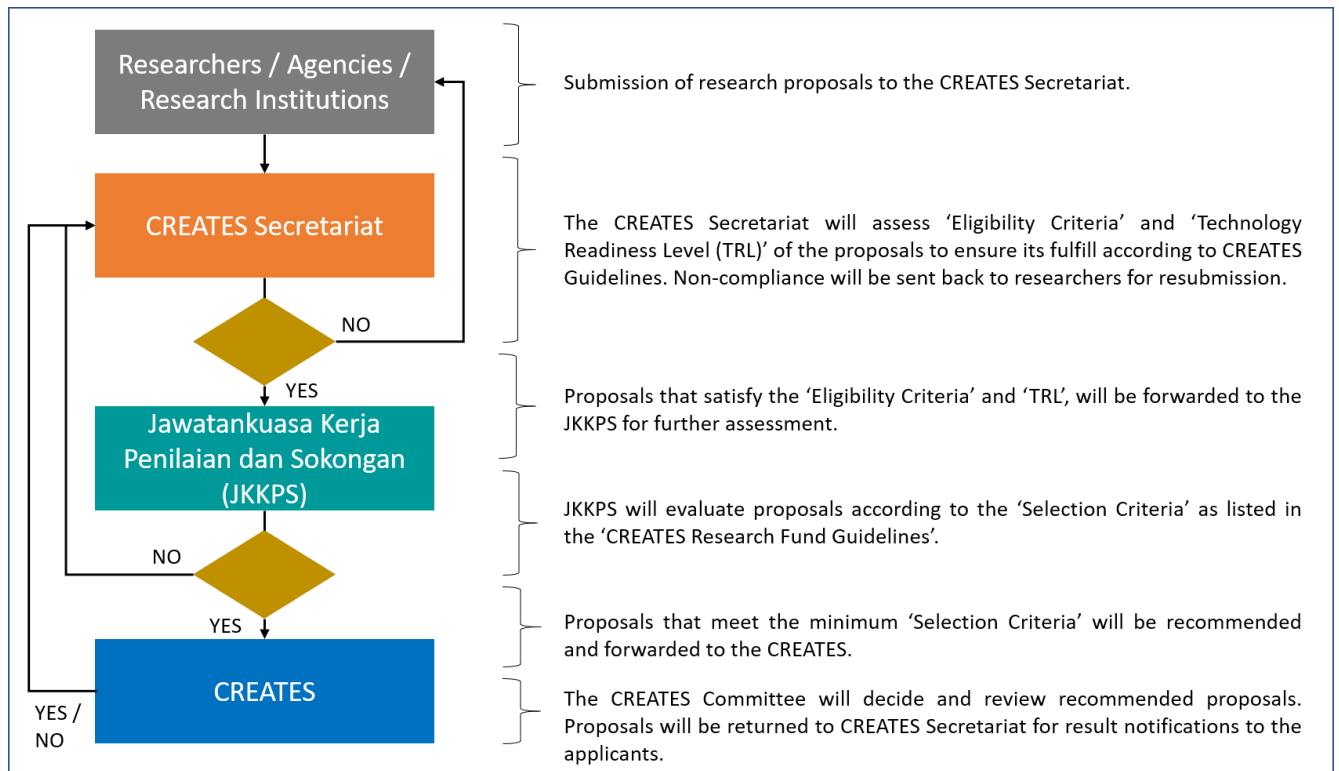 Researchers / Agencies /
Research Institutions
Submission of research proposals to the CREATES Secretariat.
CREATES Secretariat
The CREATES Secretariat will assess ‘Eligibility Criteria’ and ‘Technology
Readiness Level (TRL)’ of the proposals to ensure its fulfill according to CREATES
Guidelines. Non-compliance will be sent back to researchers for resubmission.
NO
YES
Proposals that satisfy the ‘Eligibility Criteria’ and ‘TRL’, will be forwarded to the
JKKPS for further assessment.
Jawatankuasa Kerja
Penilaian dan Sokongan
(JKKPS)
JKKPS will evaluate proposals according to the ‘Selection Criteria’ as listed in
the ‘CREATES Research Fund Guidelines’.
NO
YES
Proposals that meet the minimum ‘Selection Criteria’ will be recommended
and forwarded to the CREATES.
CREATES
The CREATES Committee will decide and review recommended proposals.
Proposals will be returned to CREATES Secretariat for result notifications to the
applicants.
YES /
NO